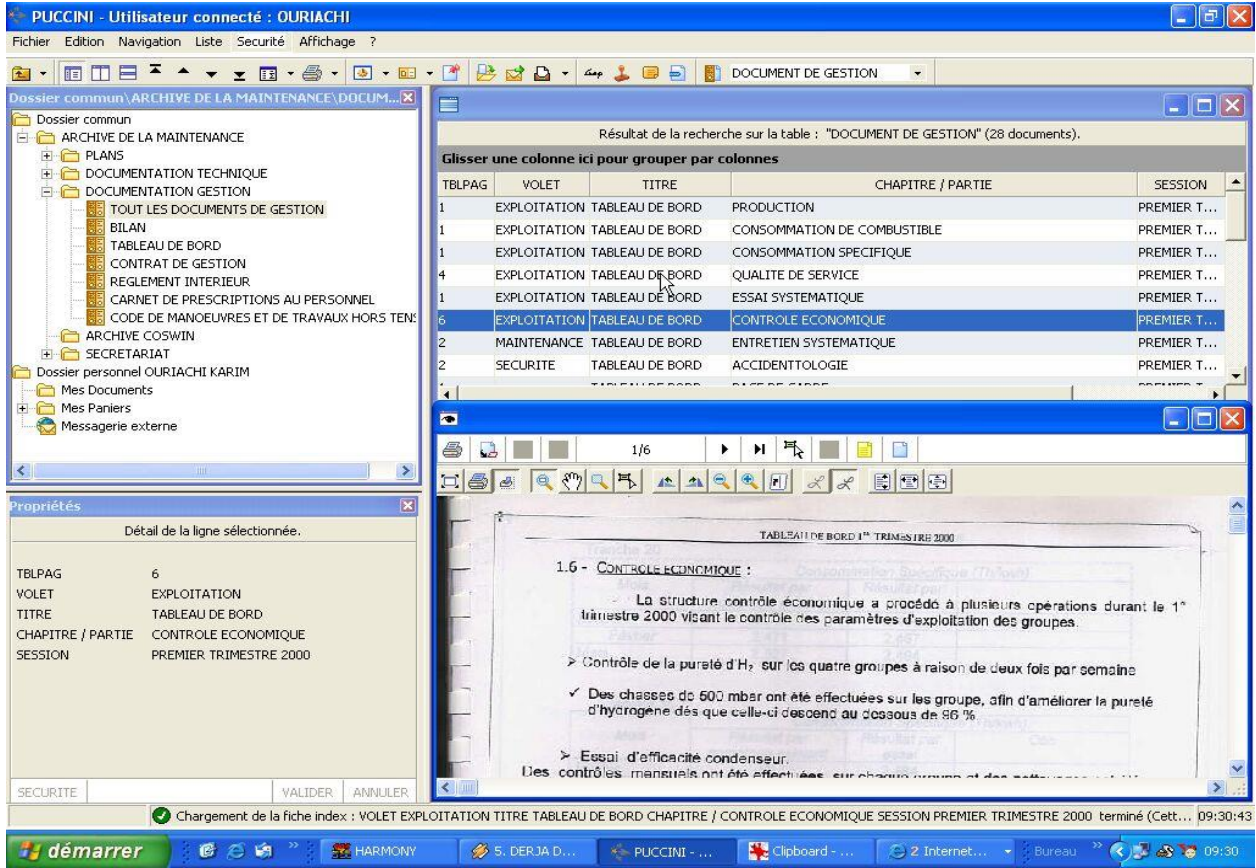 PUCCINI - Utilisateur connecté : OURIACHI
Fichier Edition Navigation Liste Securité Affichage ?
DOCUMENT DE GESTION
Dossier commun\ARCHIVE DE LA MAINTENANCE\DOCUM...
Dossier commun
ARCHIVE DE LA MAINTENANCE
PLANS
DOCUMENTATION TECHNIQUE
DOCUMENTATION GESTION
TOUT LES DOCUMENTS DE GESTION
BILAN
TABLEAU DE BORD
CONTRAT DE GESTION
REGLEMENT INTERIEUR
CARNET DE PRESCRIPTIONS AU PERSONNEL
CODE DE MANOEUVRES ET DE TRAVAUX HORS TEN
ARCHIVE COSWIN
SECRETARIAT
Dossier personnel OURIACHI KARIM
Mes Documents
Mes Paniers
Messagerie externe
Résultat de la recherche sur la table : "DOCUMENT DE GESTION" (28 documents).
Glisser une colonne ici pour grouper par colonnes
TBLPAG VOLET TITRE CHAPITRE / PARTIE SESSION
1 EXPLOITATION TABLEAU DE BORD PRODUCTION PREMIER T...
1 EXPLOITATION TABLEAU DE BORD CONSOMMATION DE COMBUSTIBLE PREMIER T...
1 EXPLOITATION TABLEAU DE BORD CONSOMMATION SPECIFIQUE PREMIER T...
4 EXPLOITATION TABLEAU DE BORD QUALITE DE SERVICE PREMIER T...
1 EXPLOITATION TABLEAU DE BORD ESSAI SYSTEMATIQUE PREMIER T...
6 EXPLOITATION TABLEAU DE BORD CONTROLE ECONOMIQUE PREMIER T...
2 MAINTENANCE TABLEAU DE BORD ENTRETIEN SYSTEMATIQUE PREMIER T...
2 SECURITE TABLEAU DE BORD ACCIDENTTOLOGIE PREMIER T...
1/6
TABLEAU DE BORD 1er TRIMESTRE 2000
1.6 - CONTROLE ECONOMIQUE :
La structure contrôle économique a procédé à plusieurs opérations durant le 1°
trimestre 2000 visant le contrôle des paramètres d'exploitation des groupes.
➢ Contrôle de la pureté d'H₂ sur les quatre groupes à raison de deux fois par semaine
✓ Des chasses de 500 mbar ont été effectuées sur les groupe, afin d'améliorer la pureté
d'hydrogene dés que celle-ci descend au dessous de 96 %
➢ Essai d'efficacité condenseur.
Des contrôles mensuels ont été effectuées sur chaque groupe et des
Propriétés
Détail de la ligne sélectionnée.
TBLPAG 6
VOLET EXPLOITATION
TITRE TABLEAU DE BORD
CHAPITRE / PARTIE CONTROLE ECONOMIQUE
SESSION PREMIER TRIMESTRE 2000
SECURITE VALIDER ANNULER
Chargement de la fiche index : VOLET EXPLOITATION TITRE TABLEAU DE BORD CHAPITRE / CONTROLE ECONOMIQUE SESSION PREMIER TRIMESTRE 2000 terminé (Cett... 09:30:43
démarrer HARMONY 5. DERJA D... PUCCINI - ... Clipboard - ... 2 Internet... Bureau 09:30